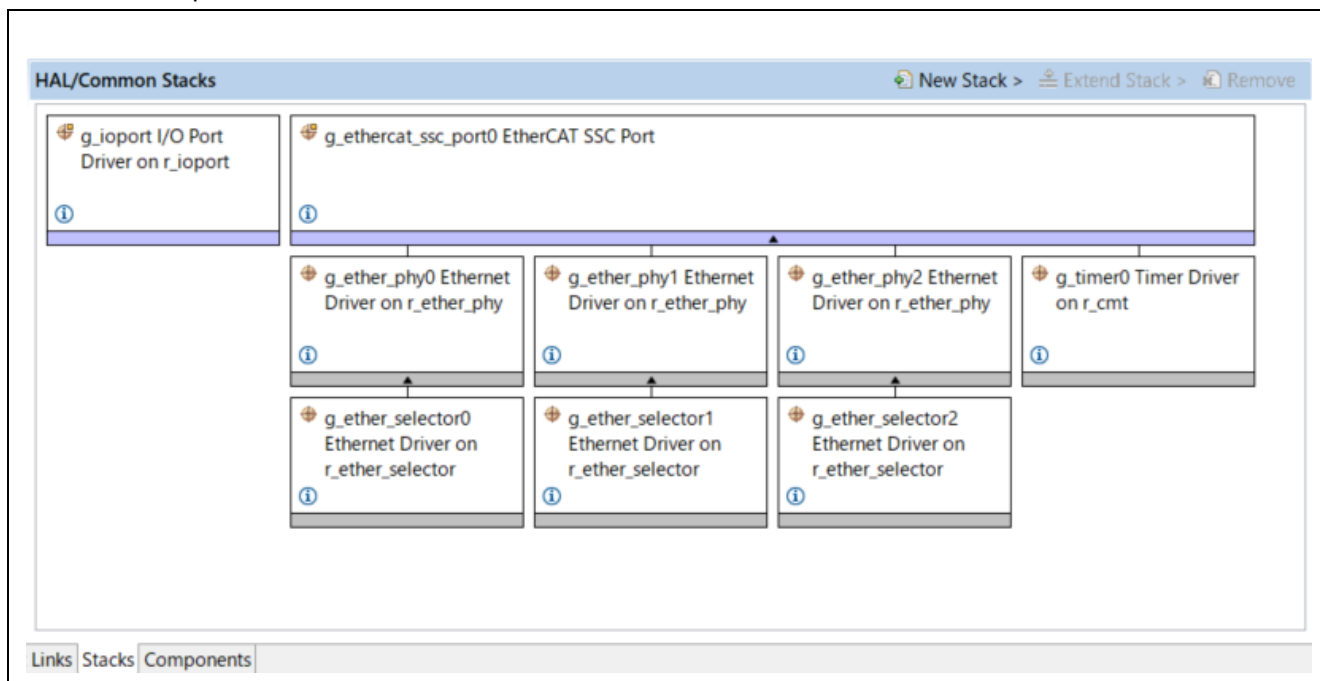 HAL/Common Stacks
New Stack >
Extend Stack >
Remove
g_ioport I/O Port
Driver on r_ioport
g_ethercat_ssc_port0 EtherCAT SSC Port
g_ether_phy0 Ethernet
Driver on r_ether_phy
g_ether_phy1 Ethernet
Driver on r_ether_phy
g_ether_phy2 Ethernet
Driver on r_ether_phy
g_timer0 Timer Driver
on r_cmt
g_ether_selector0
Ethernet Driver on
r_ether_selector
g_ether_selector1
Ethernet Driver on
r_ether_selector
g_ether_selector2
Ethernet Driver on
r_ether_selector
Links Stacks Components